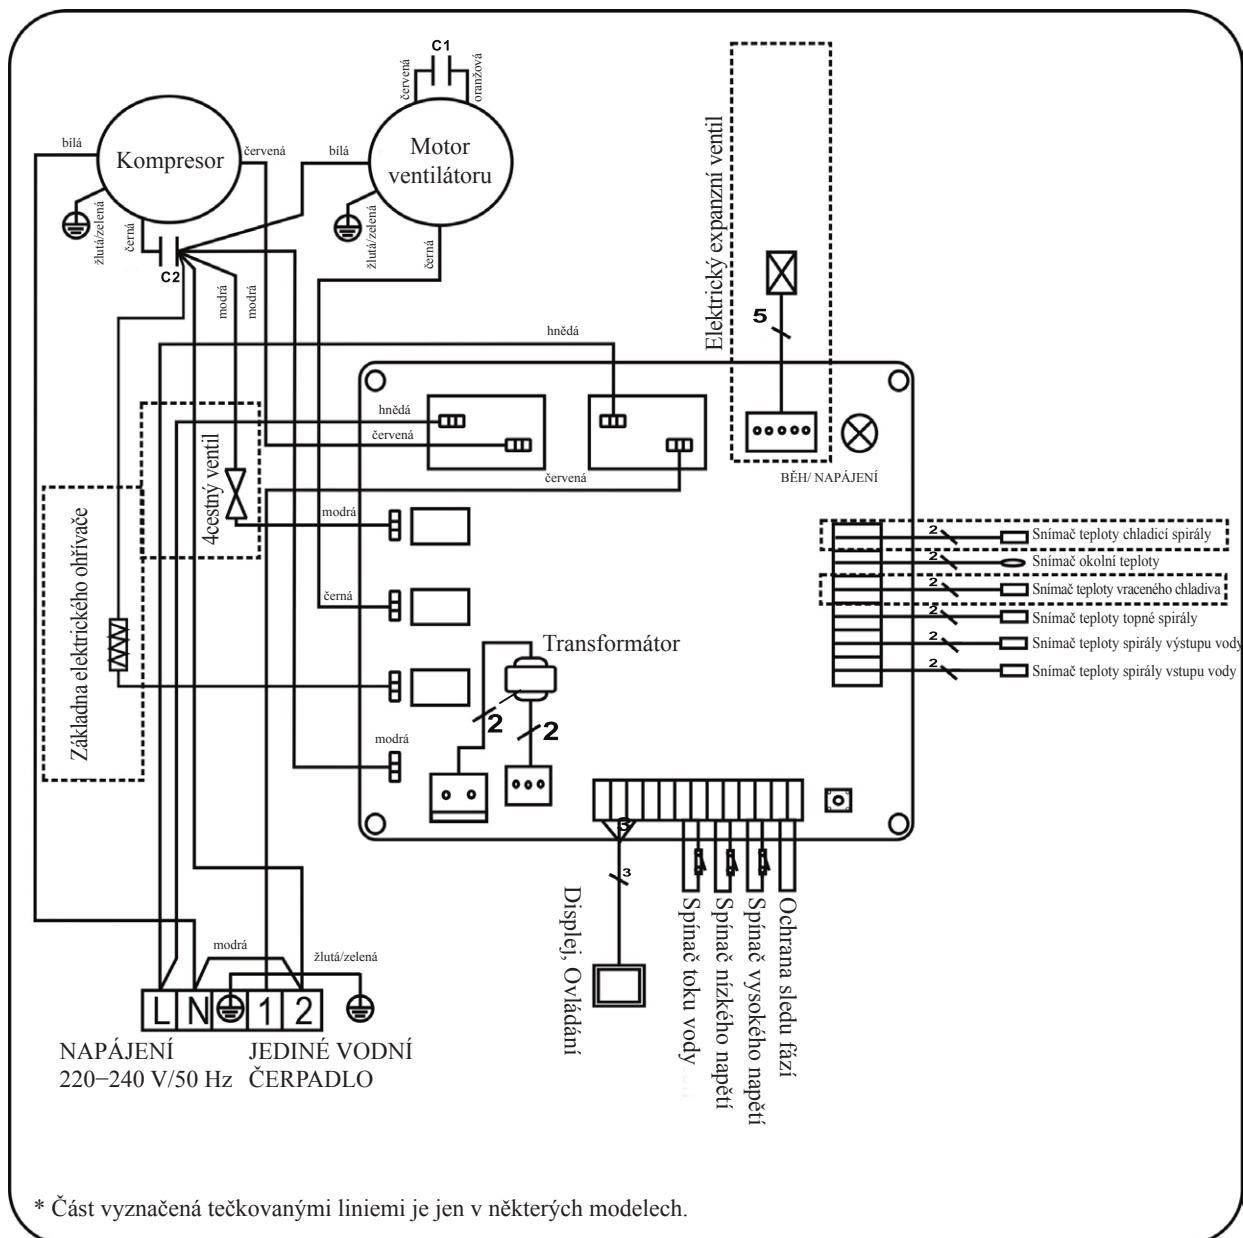 C1
červená
oranžová
bílá
Kompresor
červená
bílá
Motor
ventilátoru
žlutá/zelená
černá
C2
žlutá/zelená
černá
modrá
modrá
Elektrický expanzní ventil
5
hnědá
hnědá
červená
červená
BĚH/ NAPÁJENÍ
4cestný ventil
Základna elektrického ohřívače
modrá
černá
modrá
Transformátor
2
2
2
Snímač teploty chladicí spirály
2
Snímač okolní teploty
2
Snímač teploty vraceného chladiva
2
Snímač teploty topné spirály
2
Snímač teploty spirály výstupu vody
2
Snímač teploty spirály vstupu vody
3
3
Displej, Ovládání
Spínač toku vody
Spínač nízkého napětí
Spínač vysokého napětí
Ochrana sledu fází
modrá
žlutá/zelená
L N 1 2
NAPÁJENÍ
220–240 V/50 Hz
JEDINÉ VODNÍ
ČERPADLO
* Část vyznačená tečkovanými liniemi je jen v některých modelech.